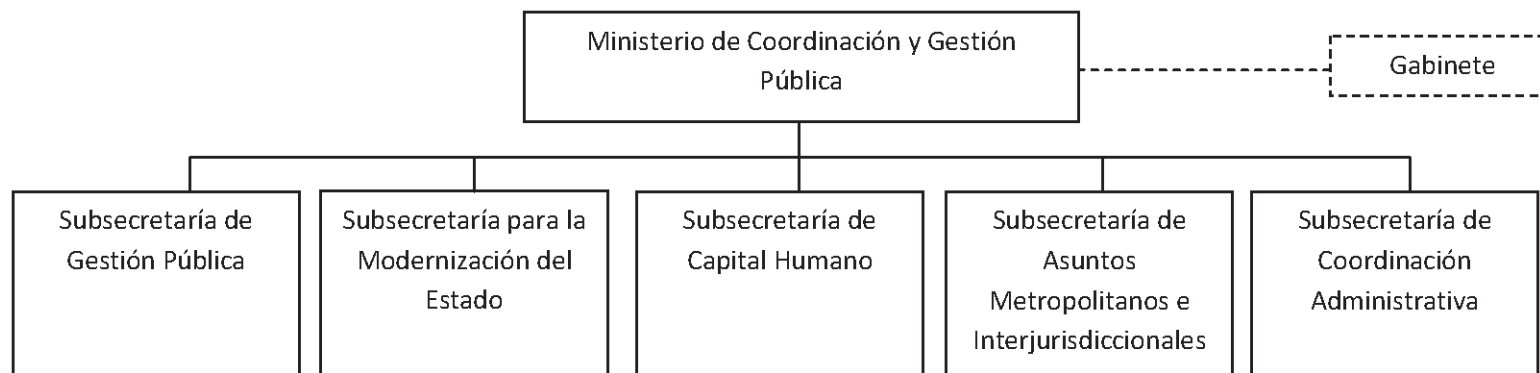 Ministerio de Coordinación y Gestión
Pública
Gabinete
Subsecretaría de
Gestión Pública
Subsecretaría para la
Modernización del
Estado
Subsecretaría de
Capital Humano
Subsecretaría de
Asuntos
Metropolitanos e
Interjurisdiccionales
Subsecretaría de
Coordinación
Administrativa